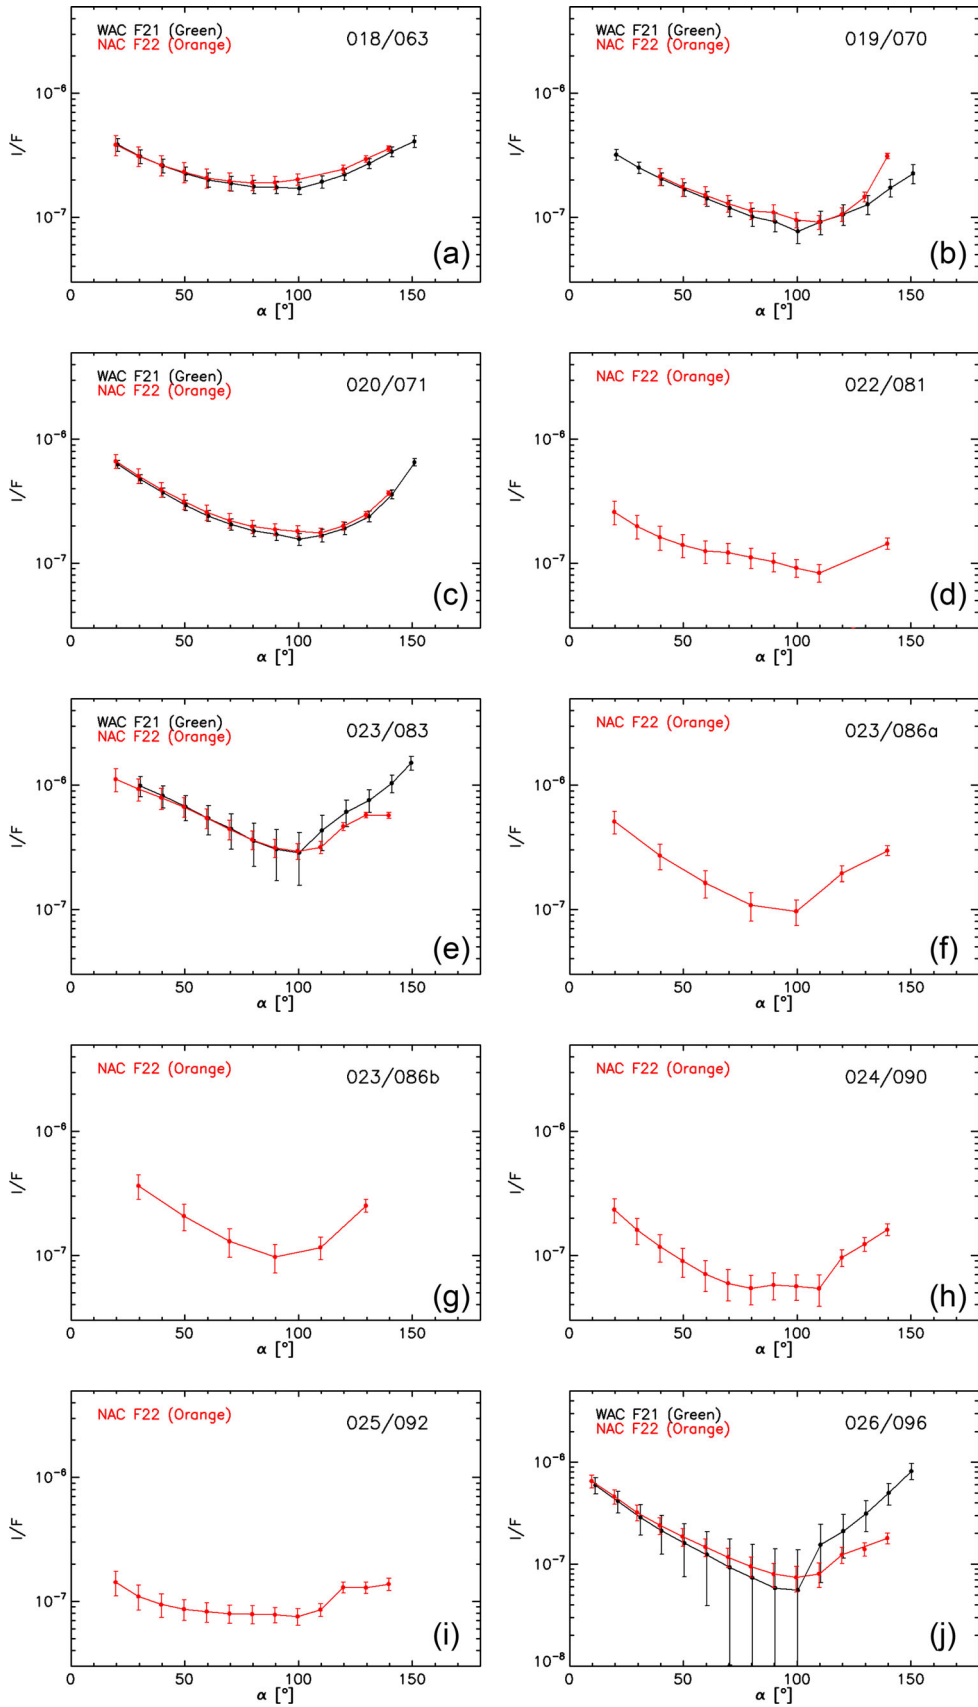 WAC F21 (Green)
NAC F22 (Orange)
018/063
10⁻⁶
10⁻⁷
I/F
0 50 100 150
α [°]
(a)
WAC F21 (Green)
NAC F22 (Orange)
019/070
10⁻⁶
10⁻⁷
I/F
0 50 100 150
α [°]
(b)
WAC F21 (Green)
NAC F22 (Orange)
020/071
10⁻⁶
10⁻⁷
I/F
0 50 100 150
α [°]
(c)
NAC F22 (Orange)
022/081
10⁻⁶
10⁻⁷
I/F
0 50 100 150
α [°]
(d)
WAC F21 (Green)
NAC F22 (Orange)
023/083
10⁻⁶
10⁻⁷
I/F
0 50 100 150
α [°]
(e)
NAC F22 (Orange)
023/086a
10⁻⁶
10⁻⁷
I/F
0 50 100 150
α [°]
(f)
NAC F22 (Orange)
023/086b
10⁻⁶
10⁻⁷
I/F
0 50 100 150
α [°]
(g)
NAC F22 (Orange)
024/090
10⁻⁶
10⁻⁷
I/F
0 50 100 150
α [°]
(h)
NAC F22 (Orange)
025/092
10⁻⁶
10⁻⁷
I/F
0 50 100 150
α [°]
(i)
WAC F21 (Green)
NAC F22 (Orange)
026/096
10⁻⁶
10⁻⁷
10⁻⁸
I/F
0 50 100 150
α [°]
(j)